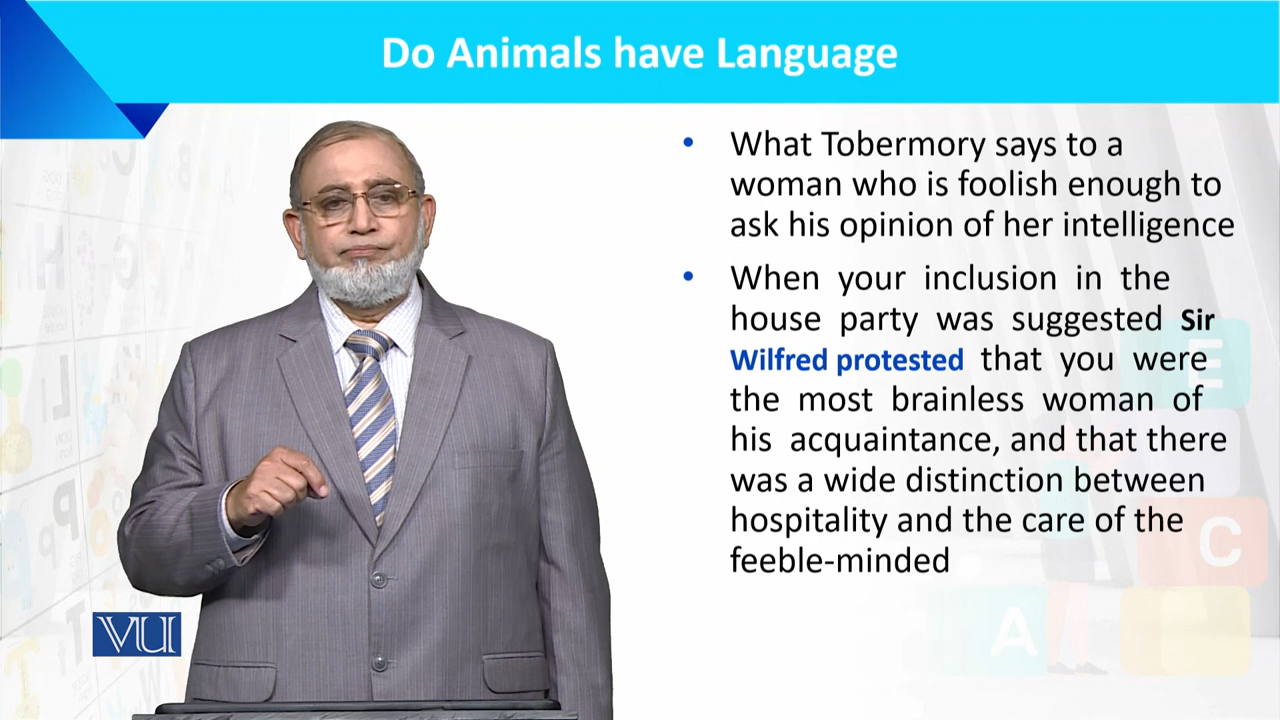 Do Animals have Language
• What Tobermory says to a
woman who is foolish enough to
ask his opinion of her intelligence
• When your inclusion in the
house party was suggested Sir
Wilfred protested that you were
the most brainless woman of
his acquaintance, and that there
was a wide distinction between
hospitality and the care of the
feeble-minded
VU
E
C
A